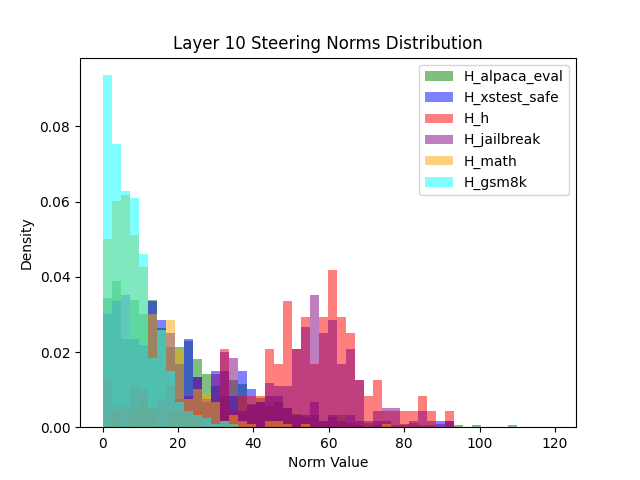 Layer 10 Steering Norms Distribution
H_alpaca_eval
H_xstest_safe
H_h
H_jailbreak
H_math
H_gsm8k
Density
0.08
0.06
0.04
0.02
0.00
0
20
40
60
80
100
120
Norm Value